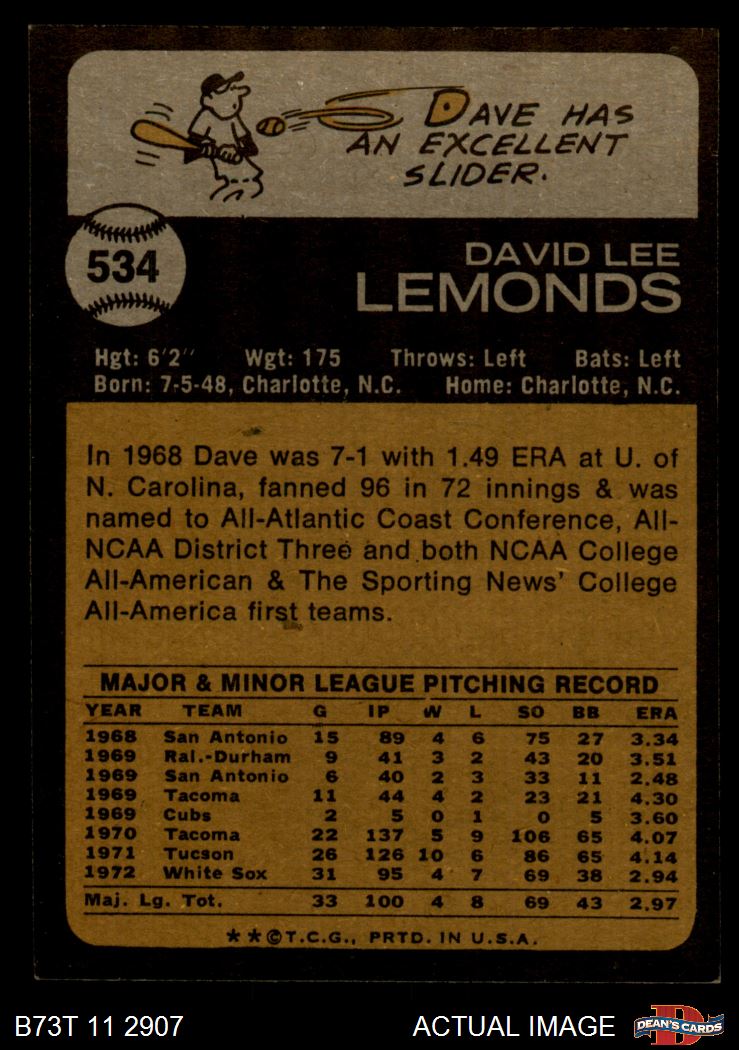 DAVE HAS
AN EXCELLENT
SLIDER.
534
DAVID LEE
LEMONDS
Hgt: 6'2" Wgt: 175 Throws: Left Bats: Left
Born: 7-5-48, Charlotte, N.C. Home: Charlotte, N.C.
In 1968 Dave was 7-1 with 1.49 ERA at U. of
N. Carolina, fanned 96 in 72 innings & was
named to All-Atlantic Coast Conference, All-
NCAA District Three and both NCAA College
All-American & The Sporting News' College
All-America first teams.
MAJOR & MINOR LEAGUE PITCHING RECORD
YEAR TEAM G IP W L SO BB ERA
1968 San Antonio 15 89 4 6 75 27 3.34
1969 Ral.-Durham 9 41 3 2 43 20 3.51
1969 San Antonio 6 40 2 3 33 11 2.48
1969 Tacoma 11 44 4 2 23 21 4.30
1969 Cubs 2 5 0 1 0 5 3.60
1970 Tacoma 22 137 5 9 106 65 4.07
1971 Tucson 26 126 10 6 86 65 4.14
1972 White Sox 31 95 4 7 69 38 2.94
Maj. Lg. Tot. 33 100 4 8 69 43 2.97
**©T.C.G., PRTD. IN U.S.A.
B73T 11 2907 ACTUAL IMAGE D DEAN'S CARDS